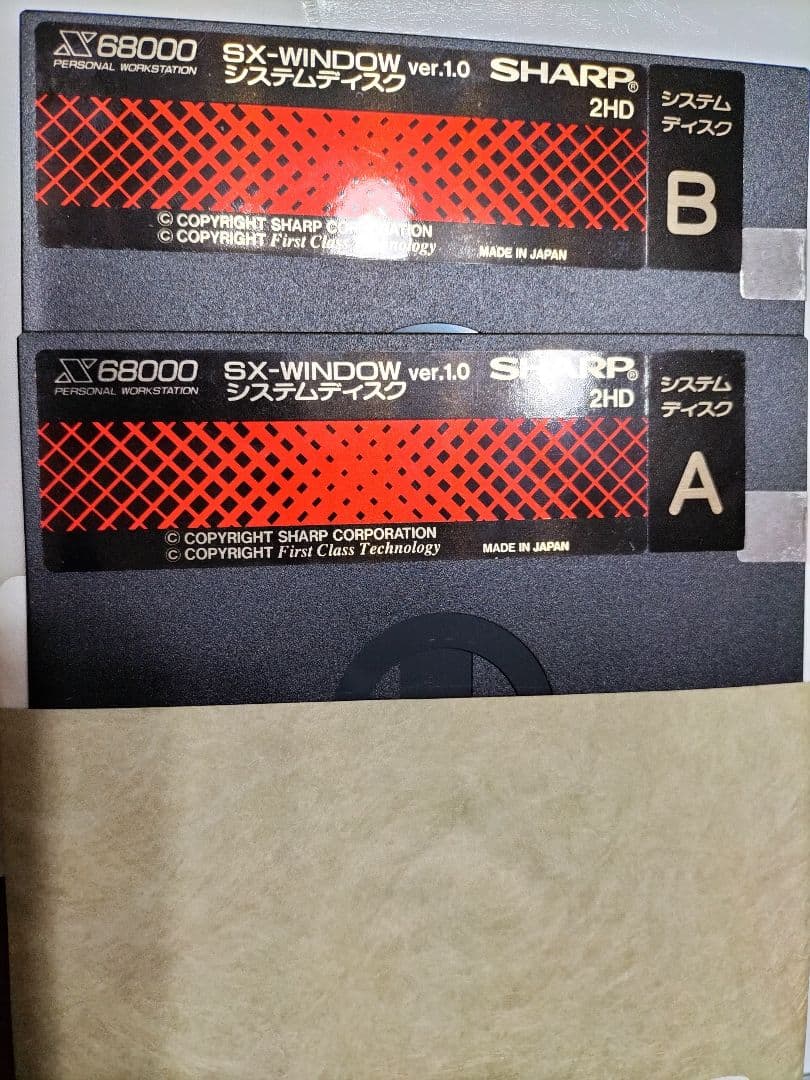 X68000
PERSONAL WORKSTATION
SX-WINDOW ver.1.0
システムディスク
SHARP®
2HD
システム
ディスク
B
© COPYRIGHT SHARP CORPORATION
© COPYRIGHT First Class Technology
MADE IN JAPAN
X68000
PERSONAL WORKSTATION
SX-WINDOW ver.1.0
システムディスク
SHARP®
2HD
システム
ディスク
A
© COPYRIGHT SHARP CORPORATION
© COPYRIGHT First Class Technology
MADE IN JAPAN